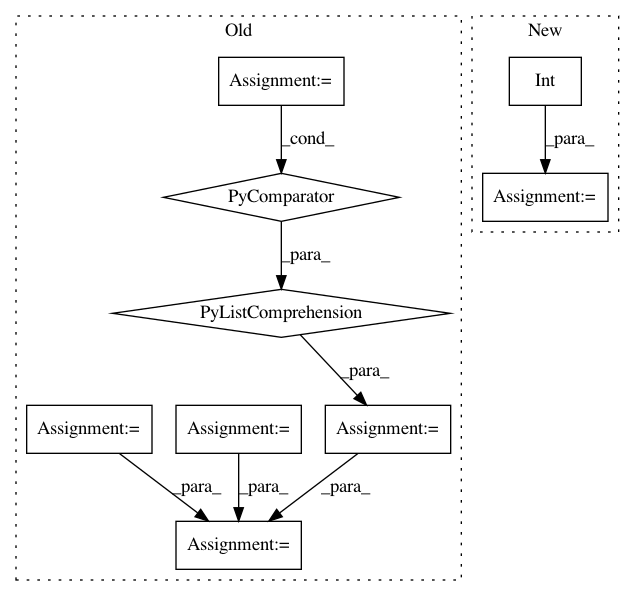 Old
New
Assignment:=
Int
_cond_
_para_
PyComparator
Assignment:=
_para_
PyListComprehension
_para_
Assignment:=
Assignment:=
Assignment:=
_para_
_para_
_para_
Assignment:=